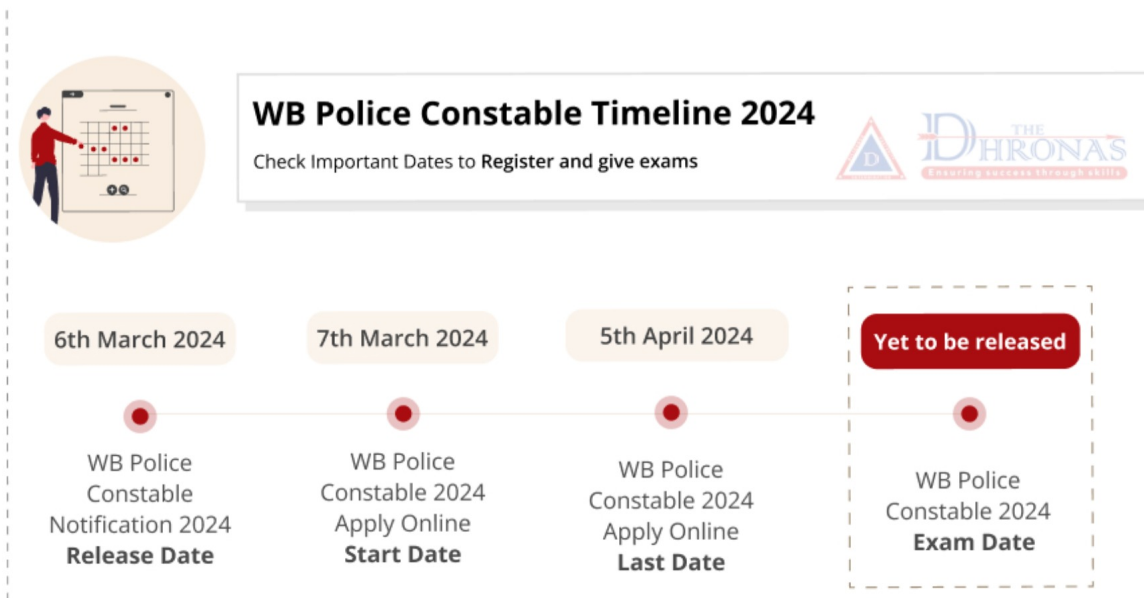 WB Police Constable Timeline 2024
Check Important Dates to Register and give exams
D
THE
DHRONAS
Ensuring success through skills
6th March 2024
7th March 2024
5th April 2024
Yet to be released
WB Police
Constable
Notification 2024
Release Date
WB Police
Constable 2024
Apply Online
Start Date
WB Police
Constable 2024
Apply Online
Last Date
WB Police
Constable 2024
Exam Date